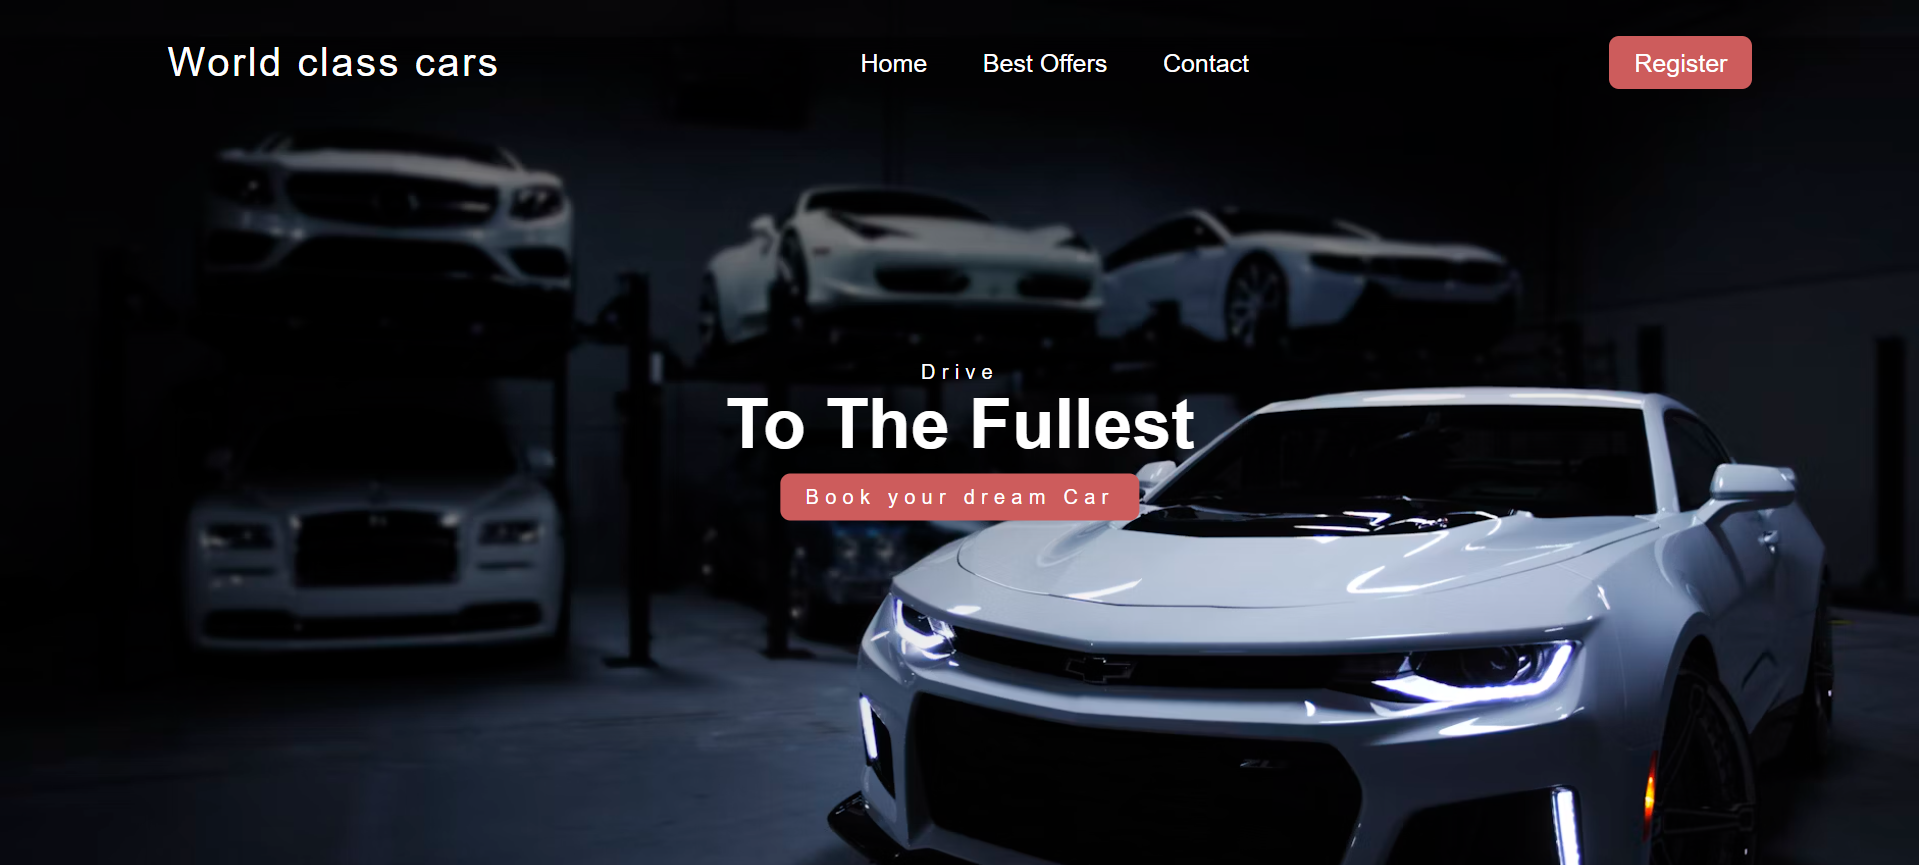 World class cars
Home
Best Offers
Contact
Register
Drive
To The Fullest
Book your dream Car